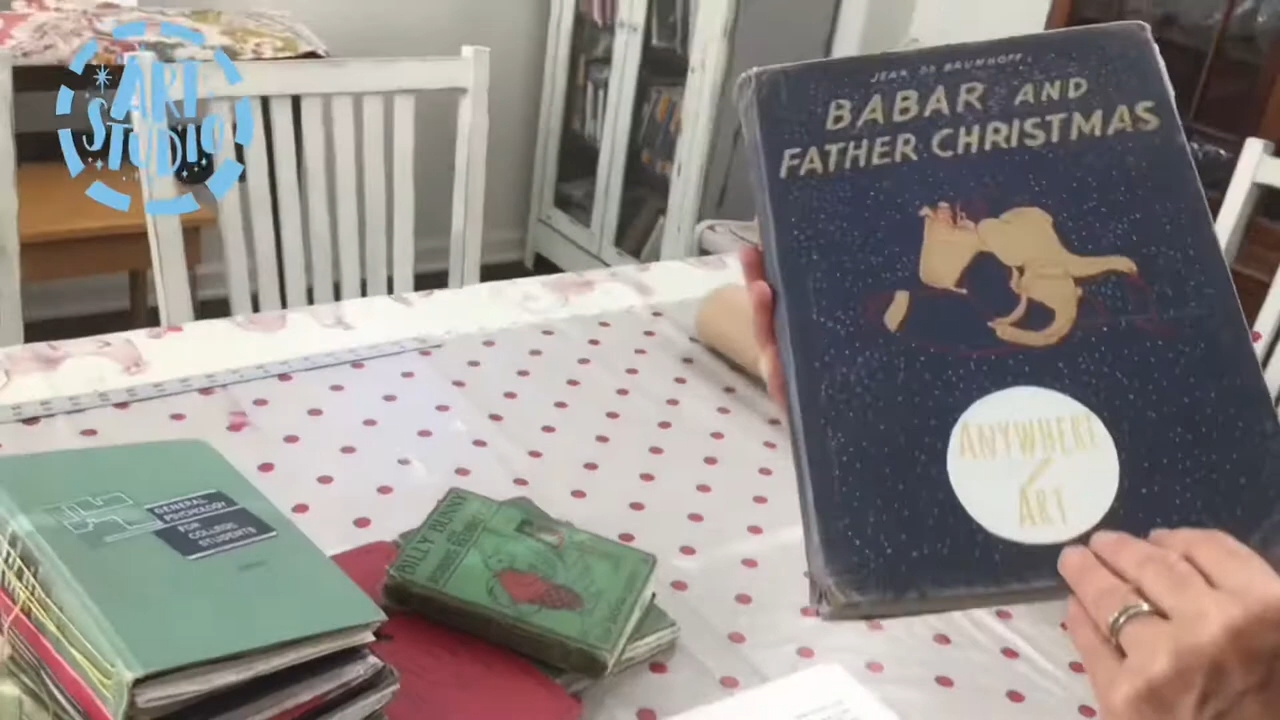 ART
STUDIO
JEAN DE BRUNHOFF
BABAR AND
FATHER CHRISTMAS
ANYWHERE
ART
GENERAL
PSYCHOLOGY
FOR
COLLEGE
STUDENTS
BILLY BUNNY